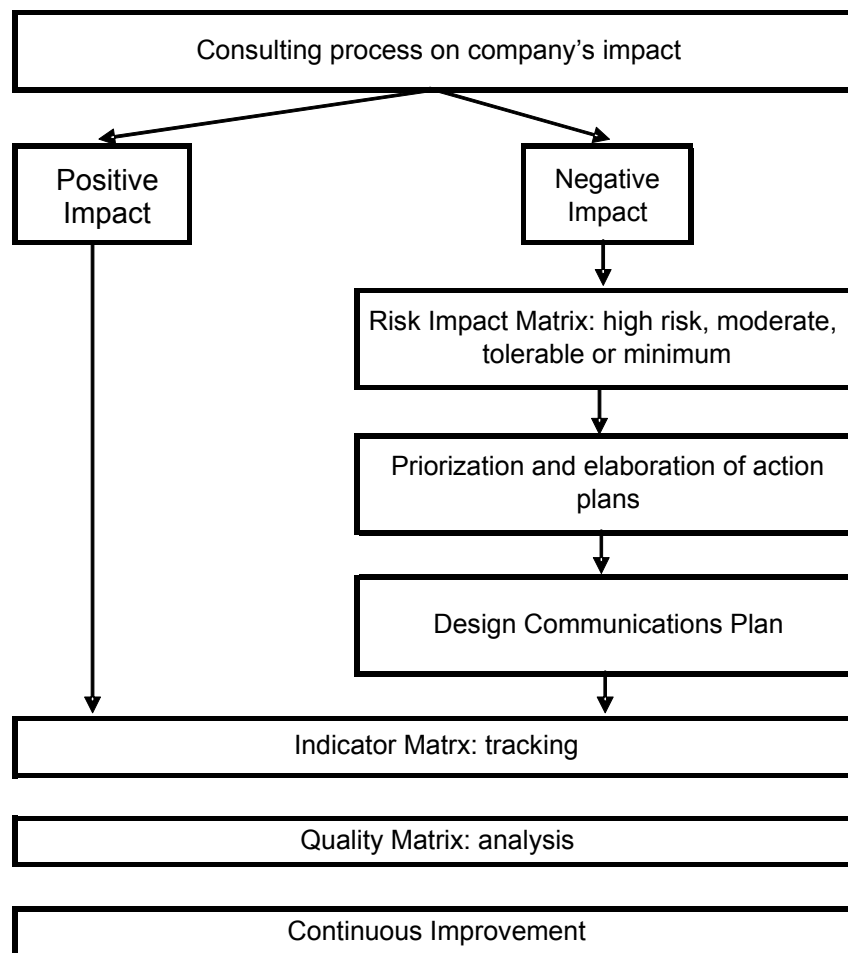 Consulting process on company’s impact
Positive
Impact
Negative
Impact
Risk Impact Matrix: high risk, moderate,
tolerable or minimum
Priorization and elaboration of action
plans
Design Communications Plan
Indicator Matrx: tracking
Quality Matrix: analysis
Continuous Improvement